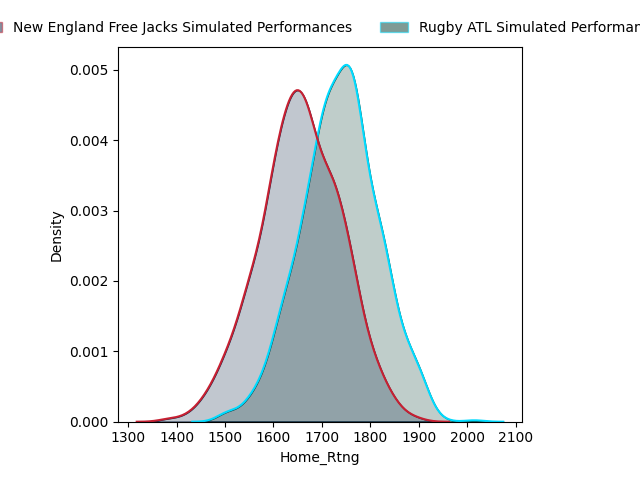 New England Free Jacks Simulated Performances Rugby ATL Simulated
0.005
0.004
0.003
0.002
0.001
0.000
Density
1300 1400 1500 1600 1700 1800 1900 2000 2100
Home_Rtng